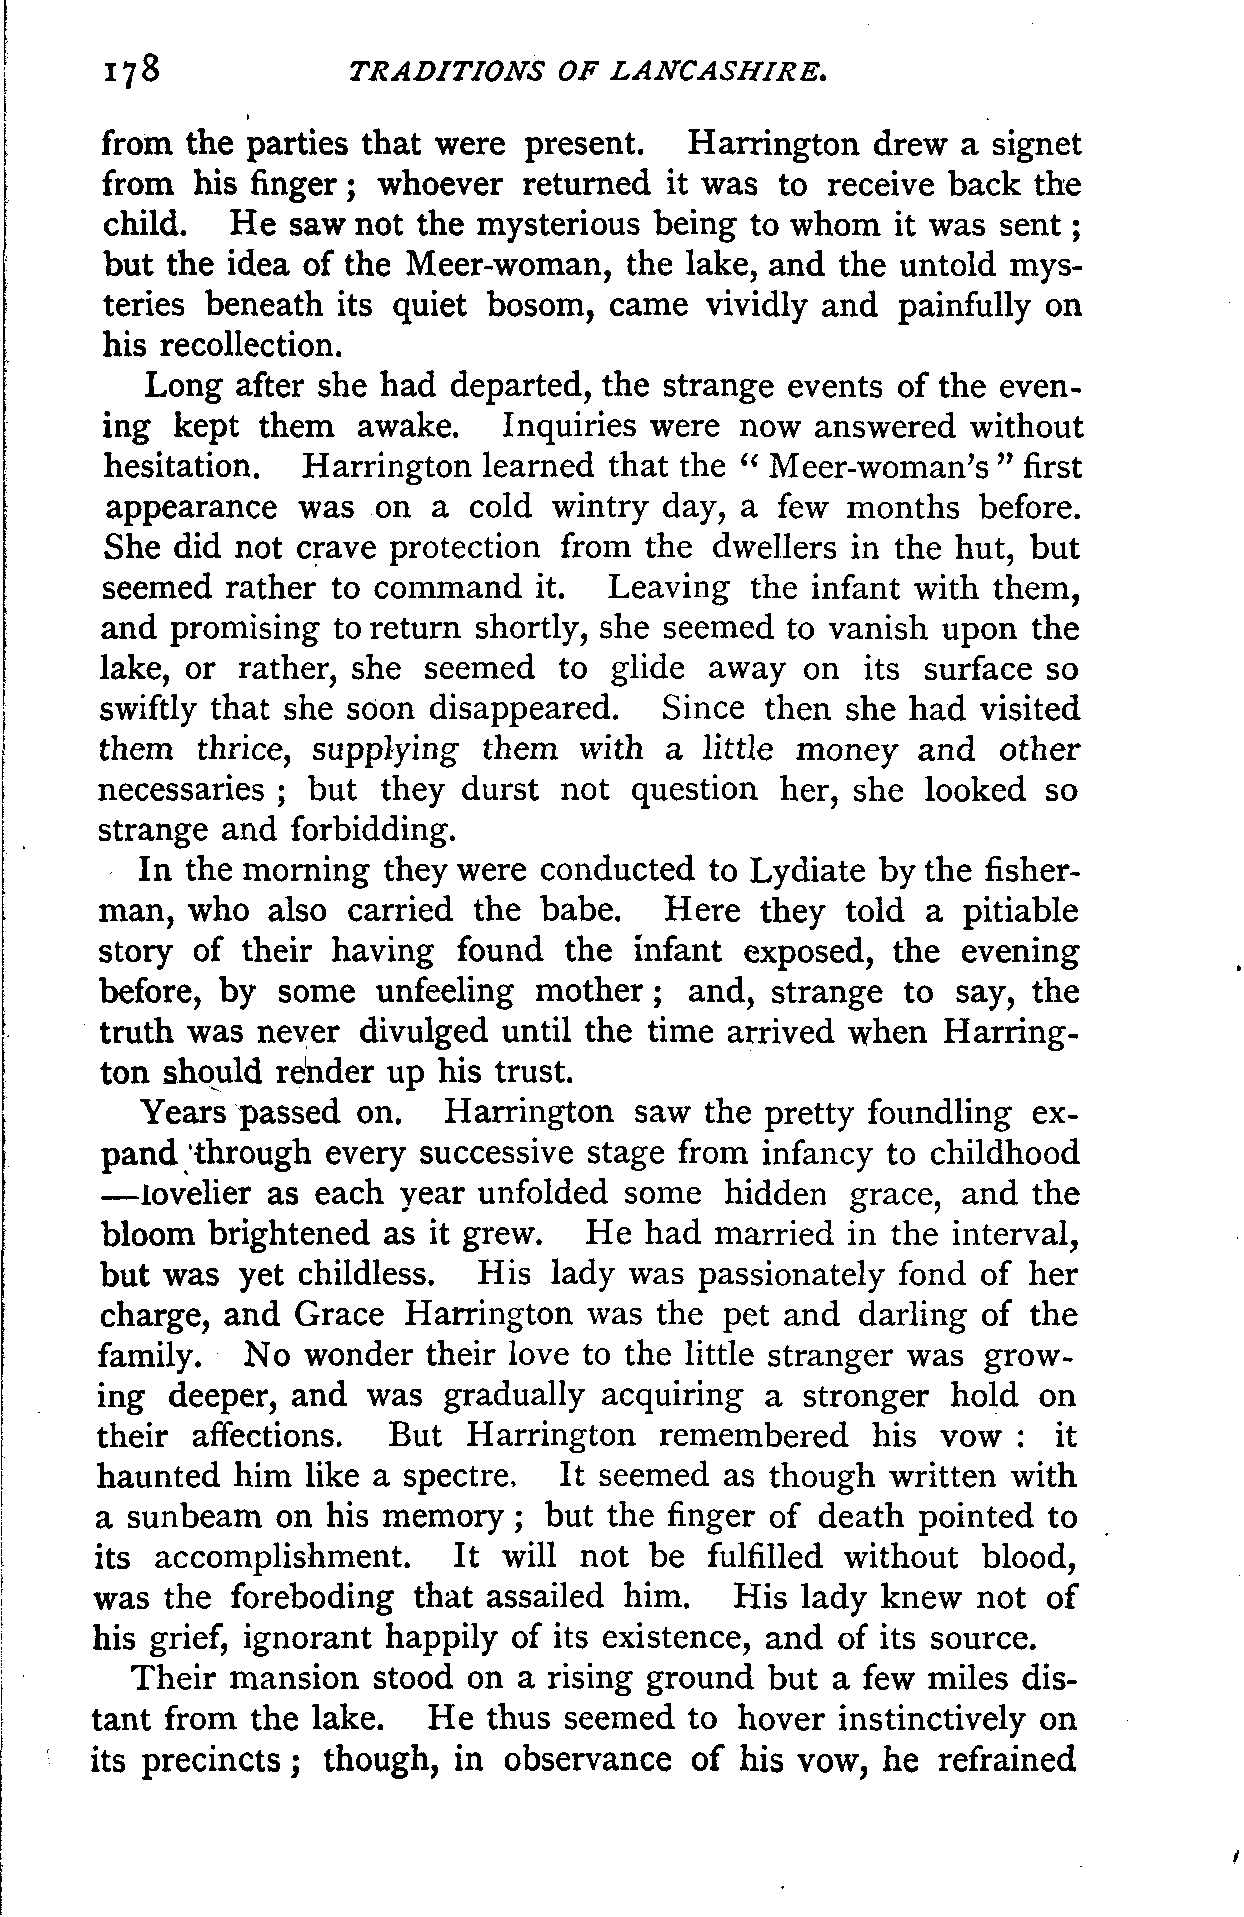 178 TRADITIONS OF LANCASHIRE.
from the parties that were present. Harrington drew a signet
from his finger ; whoever returned it was to receive back the
child. He saw not the mysterious being to whom it was sent ;
but the idea of the Meer-woman, the lake, and the untold mys-
teries beneath its quiet bosom, came vividly and painfully on
his recollection.
Long after she had departed, the strange events of the even-
ing kept them awake. Inquiries were now answered without
hesitation. Harrington learned that the “ Meer-woman's ” first
appearance was on a cold wintry day, a few months before.
She did not crave protection from the dwellers in the hut, but
seemed rather to command it. Leaving the infant with them,
and promising to return shortly, she seemed to vanish upon the
lake, or rather, she seemed to glide away on its surface so
swiftly that she soon disappeared. Since then she had visited
them thrice, supplying them with a little money and other
necessaries ; but they durst not question her, she looked so
strange and forbidding.
In the morning they were conducted to Lydiate by the fisher-
man, who also carried the babe. Here they told a pitiable
story of their having found the infant exposed, the evening
before, by some unfeeling mother ; and, strange to say, the
truth was never divulged until the time arrived when Harring-
ton should render up his trust.
Years passed on. Harrington saw the pretty foundling ex-
pand through every successive stage from infancy to childhood
—lovelier as each year unfolded some hidden grace, and the
bloom brightened as it grew. He had married in the interval,
but was yet childless. His lady was passionately fond of her
charge, and Grace Harrington was the pet and darling of the
family. No wonder their love to the little stranger was grow-
ing deeper, and was gradually acquiring a stronger hold on
their affections. But Harrington remembered his vow : it
haunted him like a spectre. It seemed as though written with
a sunbeam on his memory ; but the finger of death pointed to
its accomplishment. It will not be fulfilled without blood,
was the foreboding that assailed him. His lady knew not of
his grief, ignorant happily of its existence, and of its source.
Their mansion stood on a rising ground but a few miles dis-
tant from the lake. He thus seemed to hover instinctively on
its precincts ; though, in observance of his vow, he refrained